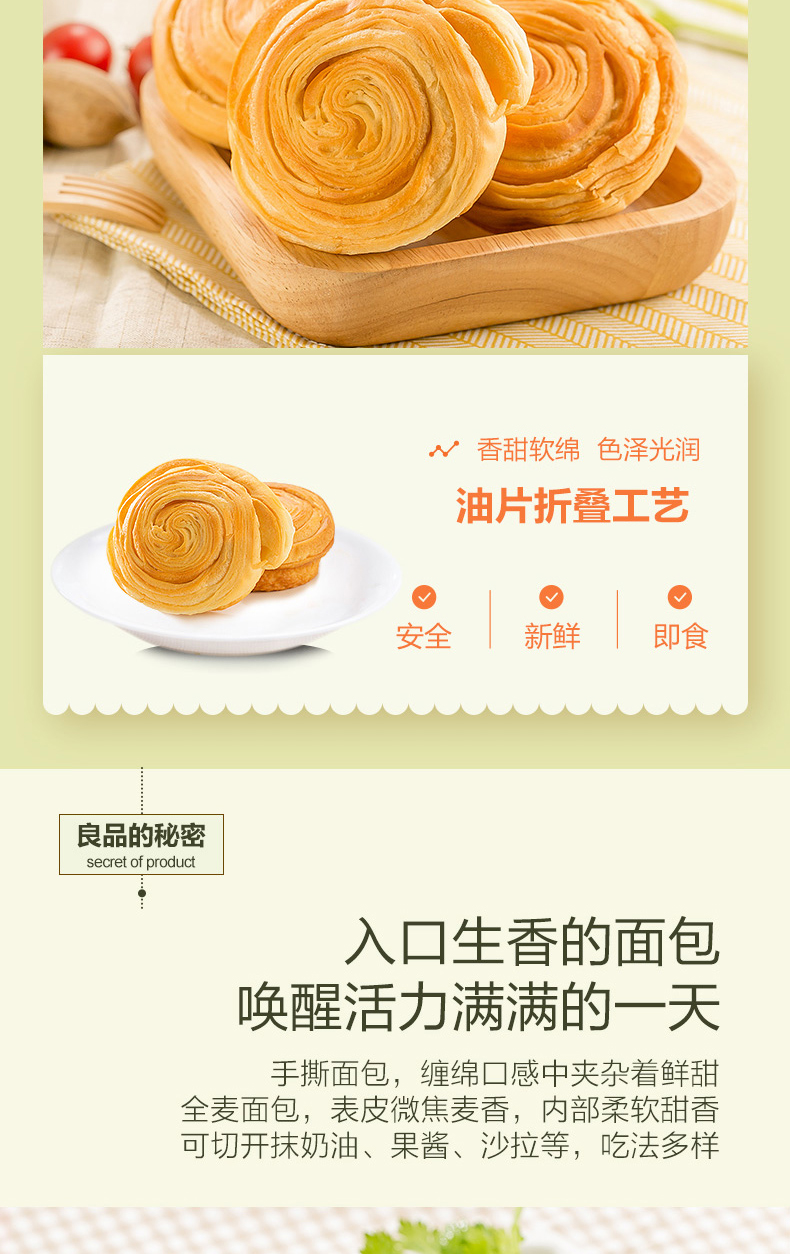 香甜软绵 色泽光润
油片折叠工艺
安全 新鲜 即食
良品的秘密
secret of product
入口生香的面包
唤醒活力满满的一天
手撕面包，缠绵口感中夹杂着鲜甜
全麦面包，表皮微焦麦香，内部柔软甜香
可切开抹奶油、果酱、沙拉等，吃法多样